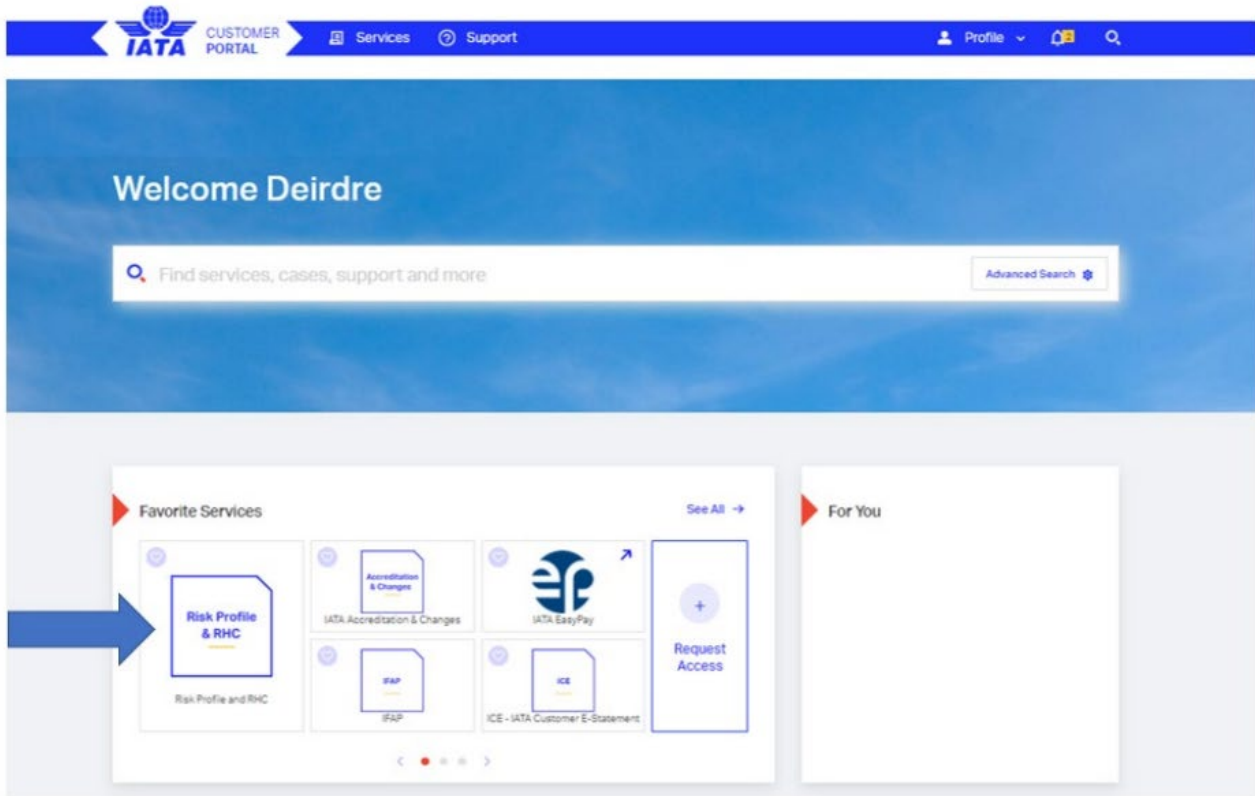 IATA
CUSTOMER
PORTAL
Services
Support
Profile
Welcome Deirdre
Find services, cases, support and more
Advanced Search
Favorite Services
See All
Risk Profile
& RHC
Risk Profile and RHC
Accreditation
& Changes
IATA Accreditation & Changes
IATA EasyPay
IFAP
IFAP
ICE
ICE - IATA Customer E-Statement
+
Request
Access
For You